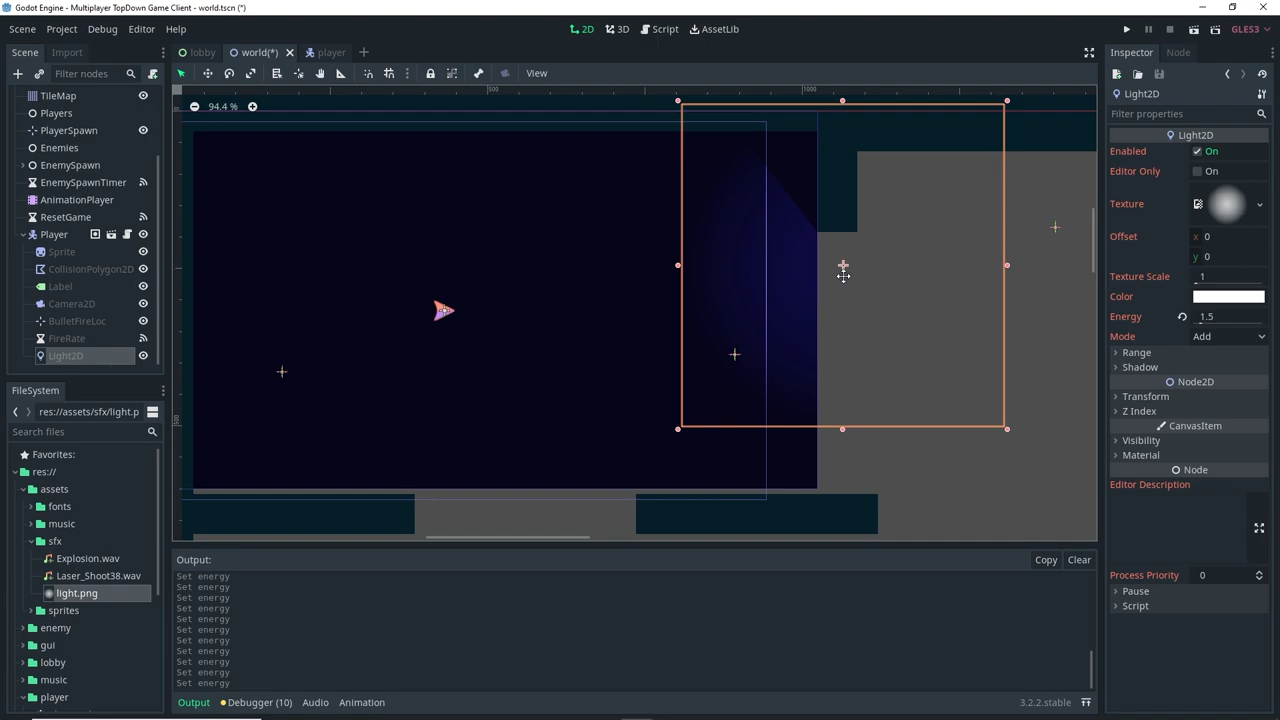 Godot Engine - Multiplayer TopDown Game Client - world.tscn (*)
Scene Project Debug Editor Help
2D 3D Script AssetLib
GLES3
Scene Import
Filter nodes
TileMap
Players
PlayerSpawn
Enemies
EnemySpawn
EnemySpawnTimer
AnimationPlayer
ResetGame
Player
Sprite
CollisionPolygon2D
Label
Camera2D
BulletFireLoc
FireRate
Light2D
FileSystem
res://assets/sfx/light.p
Search files
Favorites:
res://
assets
fonts
music
sfx
Explosion.wav
Laser_Shoot38.wav
light.png
sprites
enemy
gui
lobby
music
player
lobby world(*) player
View
500 1000
94.4 %
500
Output:
Copy Clear
Set energy
Set energy
Set energy
Set energy
Set energy
Set energy
Set energy
Set energy
Set energy
Set energy
Set energy
Output Debugger (10) Audio Animation
3.2.2.stable
Inspector Node
Light2D
Filter properties
Light2D
Enabled On
Editor Only On
Texture
Offset x 0
y 0
Texture Scale 1
Color
Energy 1.5
Mode Add
Range
Shadow
Node2D
Transform
Z Index
CanvasItem
Visibility
Material
Node
Editor Description
Process Priority 0
Pause
Script